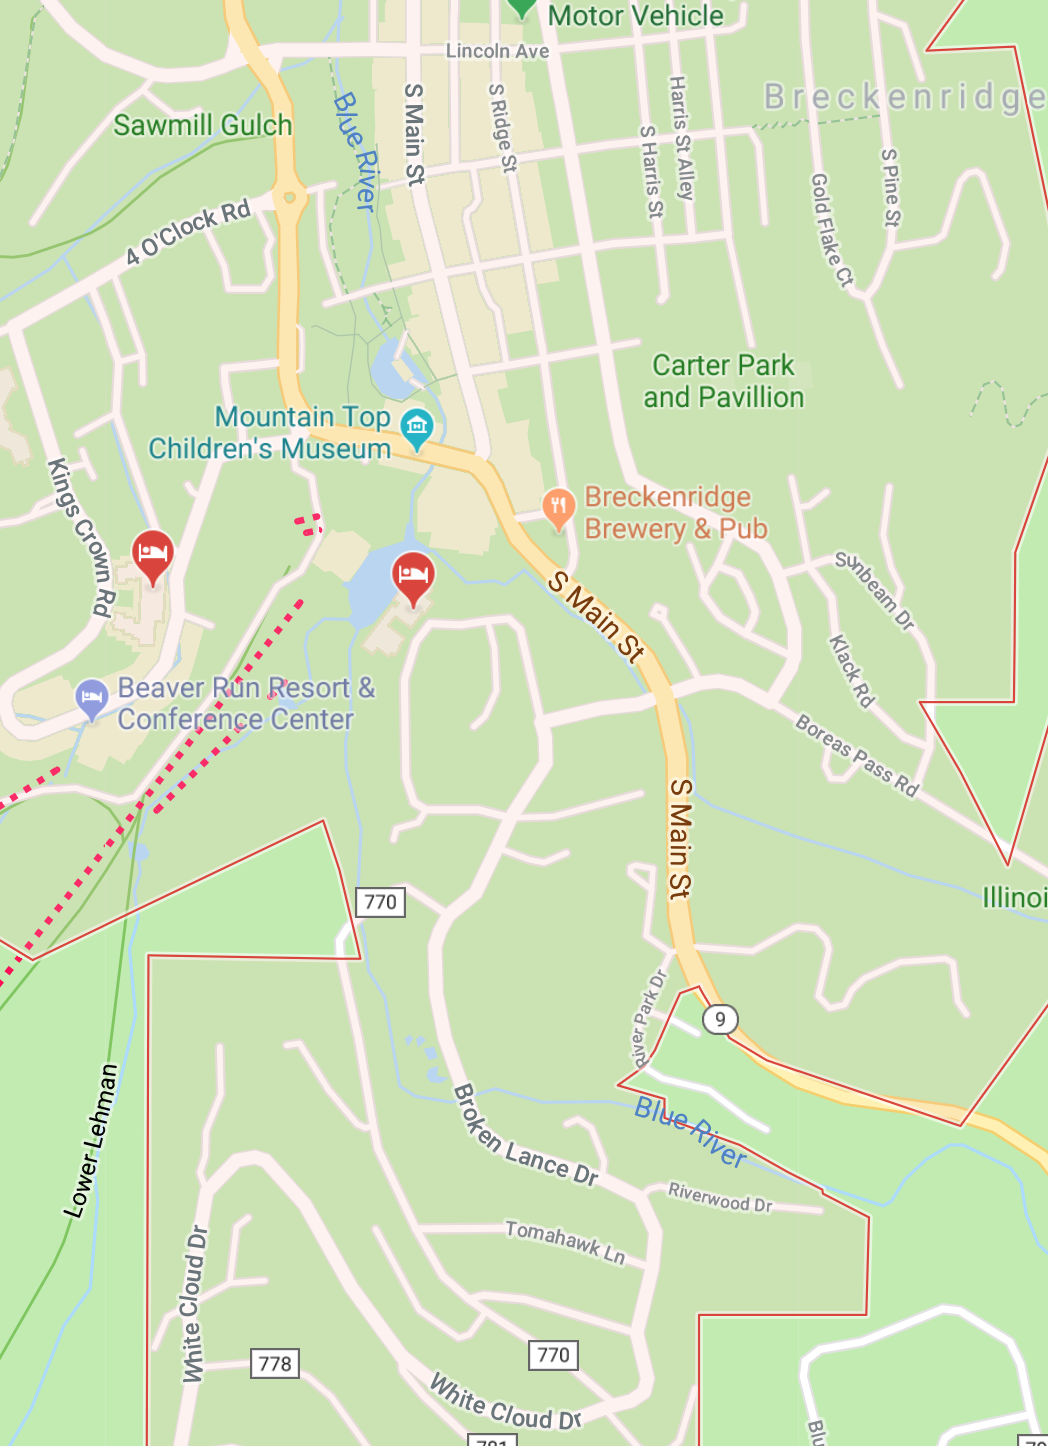 Motor Vehicle
Lincoln Ave
Breckenridge
Sawmill Gulch
Blue River
S Main St
S Ridge St
Harris St Alley
S Harris St
Gold Flake Ct
S Pine St
4 O'Clock Rd
Carter Park
and Pavillion
Mountain Top
Children's Museum
Kings Crown Rd
Breckenridge
Brewery & Pub
S Main St
Sunbeam Dr
Klack Rd
Beaver Run Resort &
Conference Center
Boreas Pass Rd
S Main St
770
Illinoi
River Park Dr
9
Lower Lehman
Broken Lance Dr
Blue River
Riverwood Dr
Tomahawk Ln
White Cloud Dr
778
770
White Cloud Dr
Blu